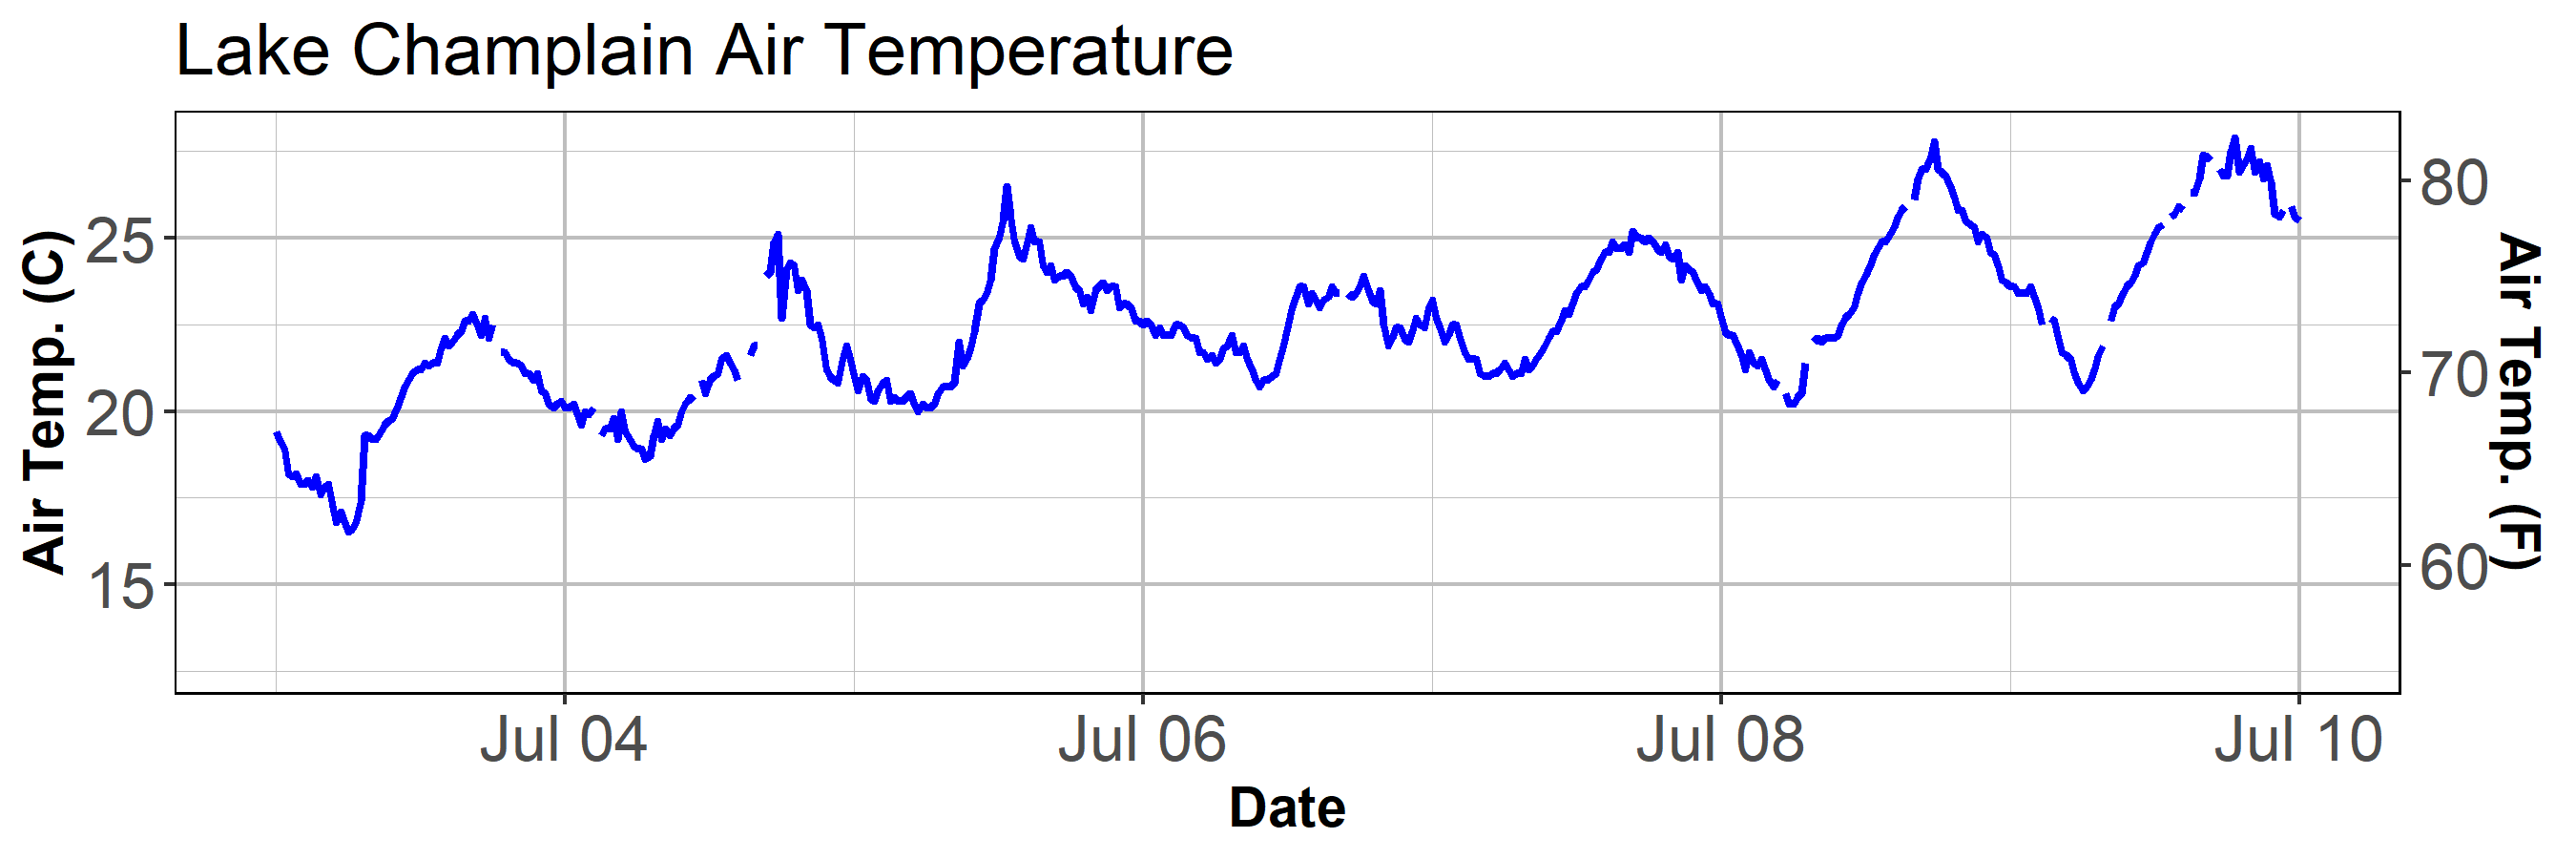 Lake Champlain Air Temperature
Air Temp. (C)
25
20
15
80
70
60
Air Temp. (F)
Jul 04 Jul 06 Jul 08 Jul 10
Date